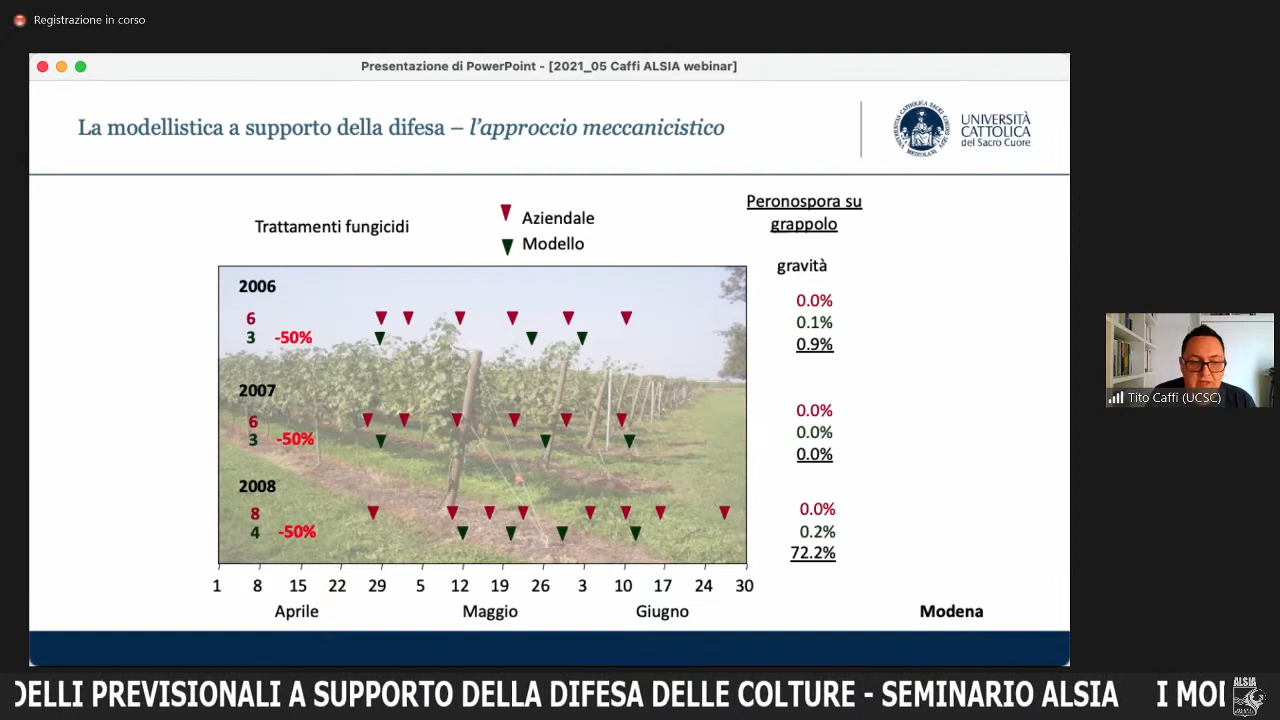 Registrazione in corso
Presentazione di PowerPoint - [2021_05 Caffi ALSIA webinar]
La modellistica a supporto della difesa – l'approccio meccanicistico
UNIVERSITÀ
CATTOLICA
del Sacro Cuore
Trattamenti fungicidi
Aziendale
Modello
Peronospora su
grappolo
gravità
2006
6
3 -50%
0.0%
0.1%
0.9%
2007
6
3 -50%
0.0%
0.0%
0.0%
2008
8
4 -50%
0.0%
0.2%
72.2%
1 8 15 22 29 5 12 19 26 3 10 17 24 30
Aprile Maggio Giugno
Modena
Tito Caffi (UCSC)
DELLI PREVISIONALI A SUPPORTO DELLA DIFESA DELLE COLTURE - SEMINARIO ALSIA I MO
ALSIA